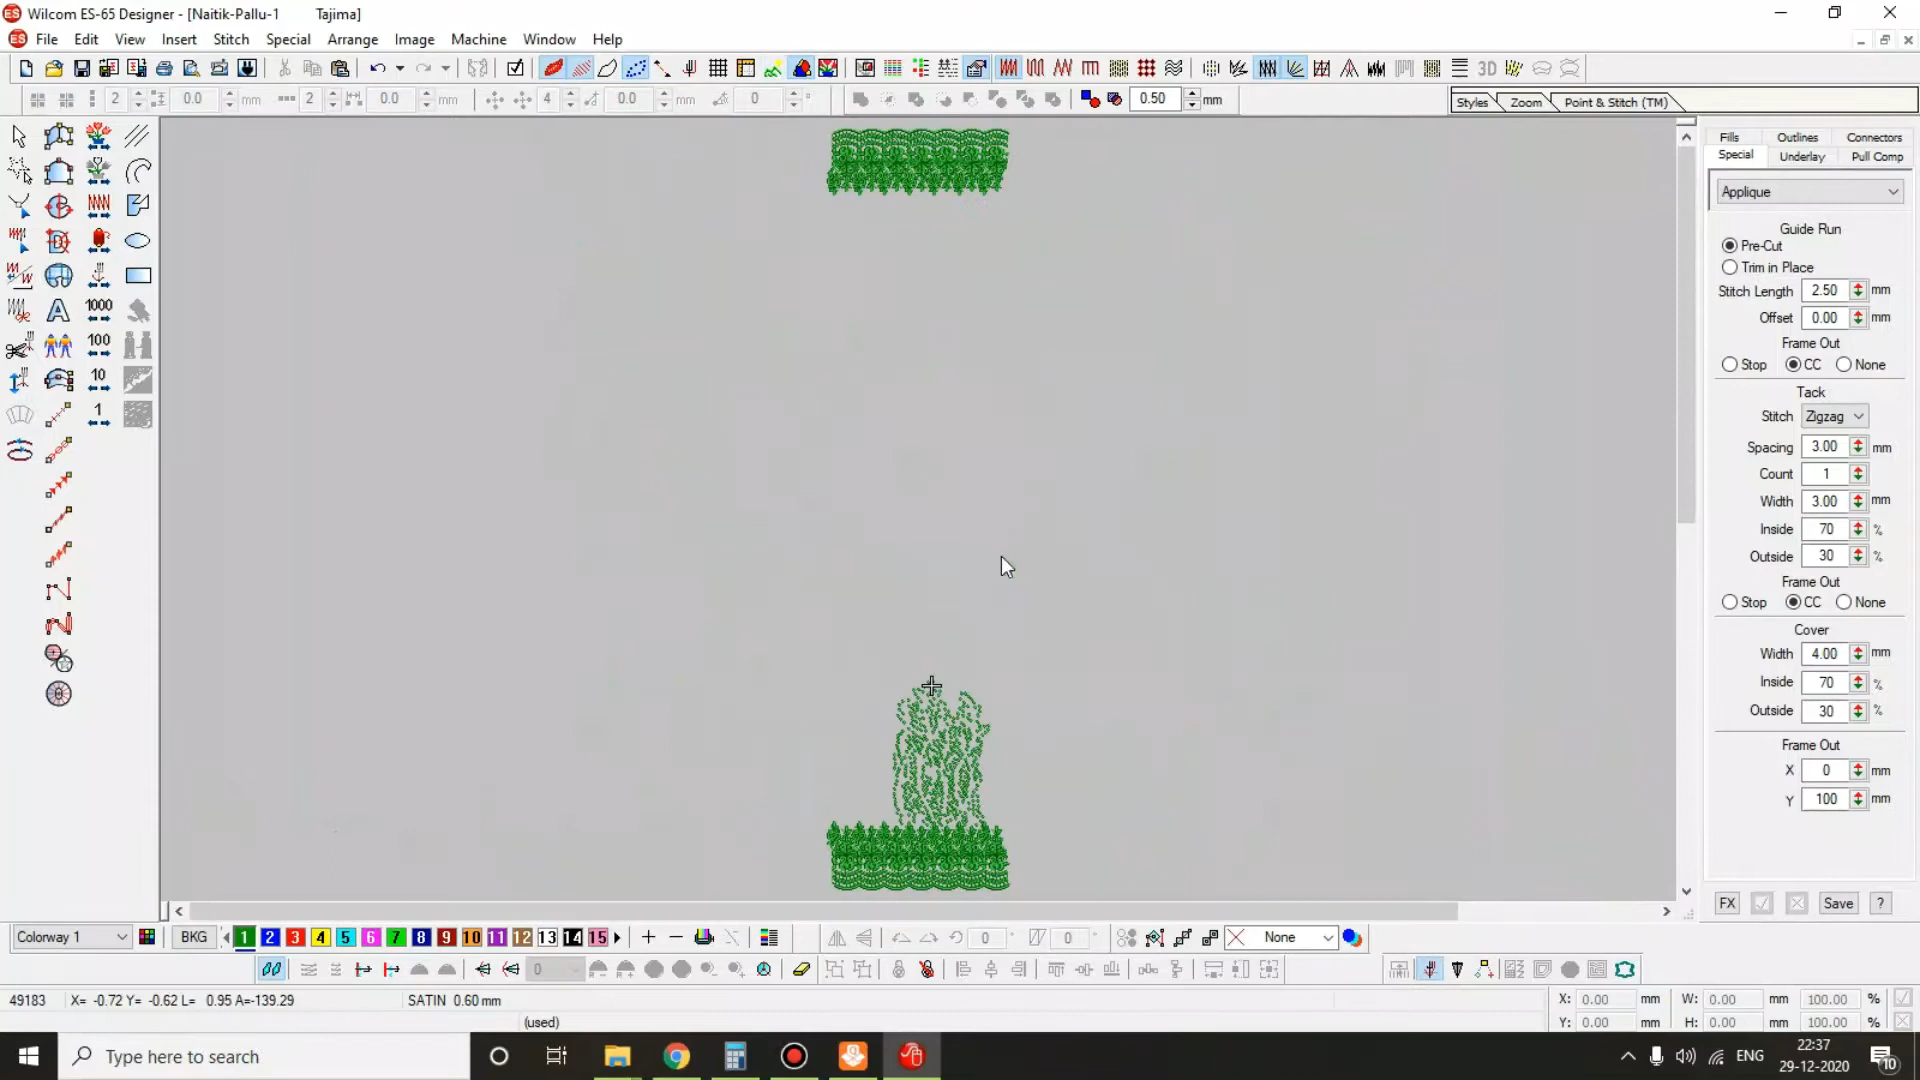 ES Wilcom ES-65 Designer - [Naitik-Pallu-1 Tajima]
ES File Edit View Insert Stitch Special Arrange Image Machine Window Help
3D
2 0.0 mm 2 0.0 mm 4 0.0 mm 0 ° 0.50 mm
Styles Zoom Point & Stitch (TM)
Fills Outlines Connectors
Special Underlay Pull Comp
Applique
Guide Run
Pre-Cut
Trim in Place
Stitch Length 2.50 mm
Offset 0.00 mm
Frame Out
Stop CC None
Tack
Stitch Zigzag
Spacing 3.00 mm
Count 1
Width 3.00 mm
Inside 70 %
Outside 30 %
Frame Out
Stop CC None
Cover
Width 4.00 mm
Inside 70 %
Outside 30 %
Frame Out
X 0 mm
Y 100 mm
FX Save ?
A
1000
100
10
1
Colorway 1 BKG 1 2 3 4 5 6 7 8 9 10 11 12 13 14 15 0 ° 0 ° None
0
49183 X= -0.72 Y= -0.62 L= 0.95 A=-139.29 SATIN 0.60 mm
X: 0.00 mm W: 0.00 mm 100.00 %
(used)
Y: 0.00 mm H: 0.00 mm 100.00 %
Type here to search
ENG
22:37
29-12-2020
10